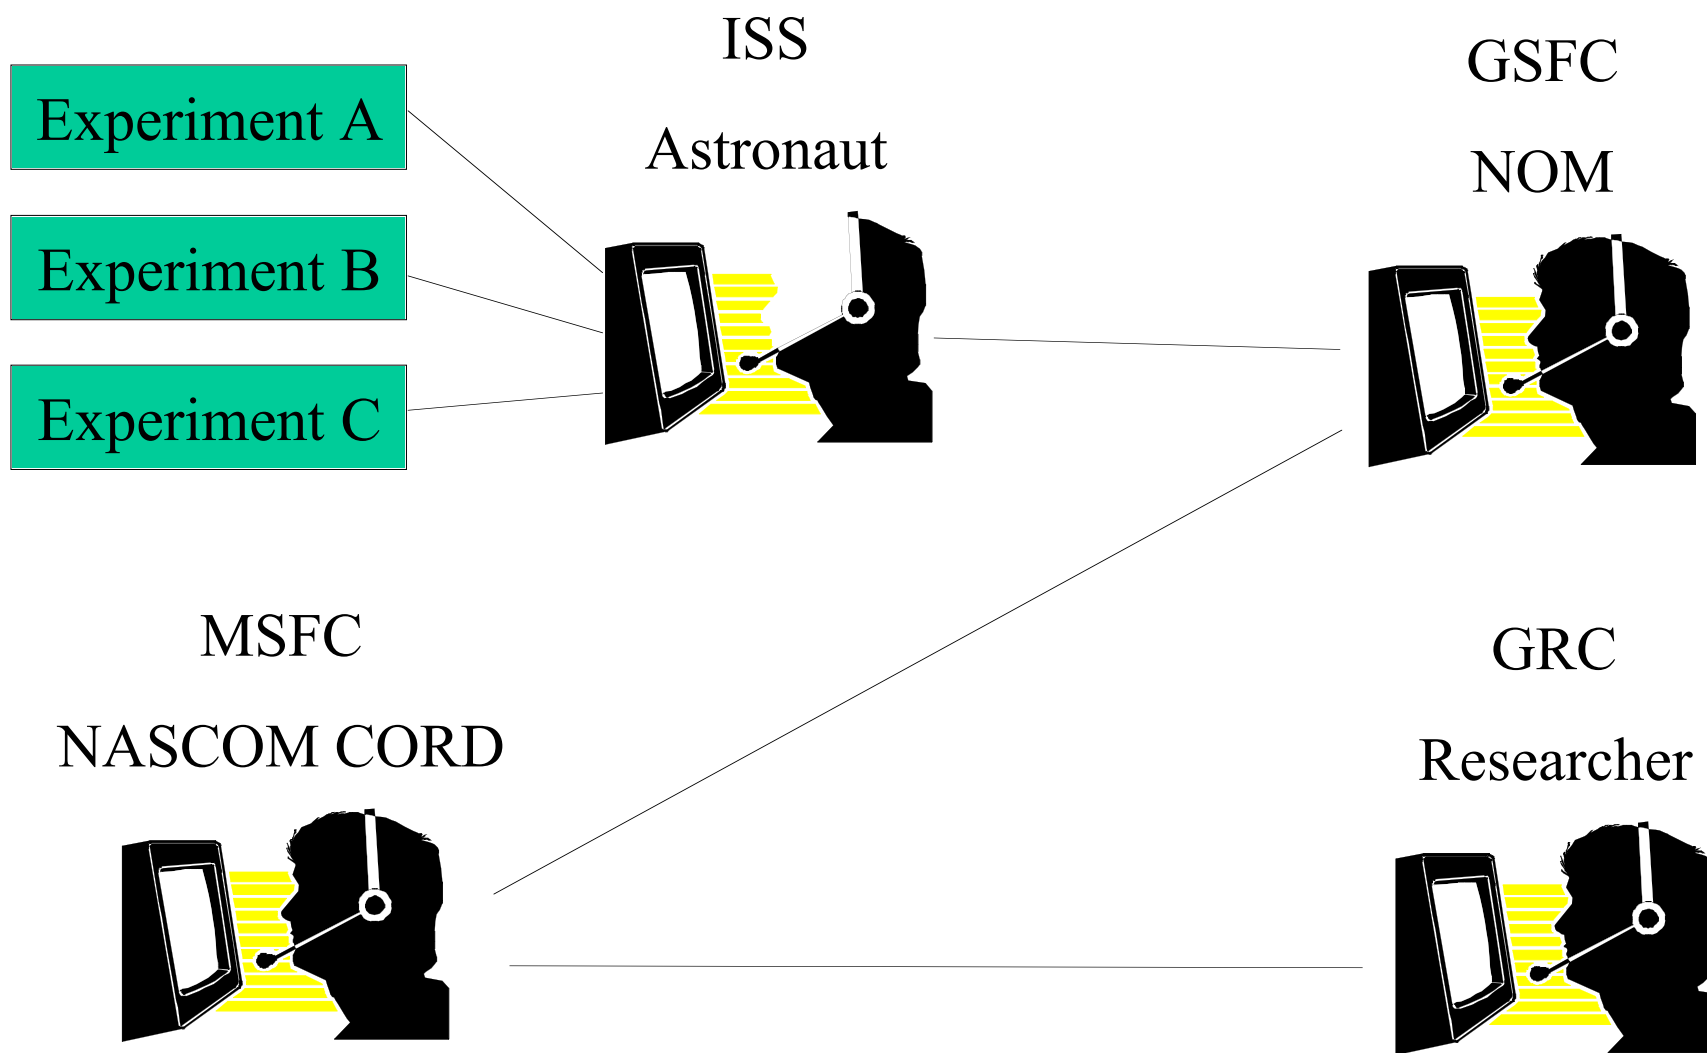 ISS
Astronaut
GSFC
NOM
Experiment A
Experiment B
Experiment C
MSFC
NASCOM CORD
GRC
Researcher